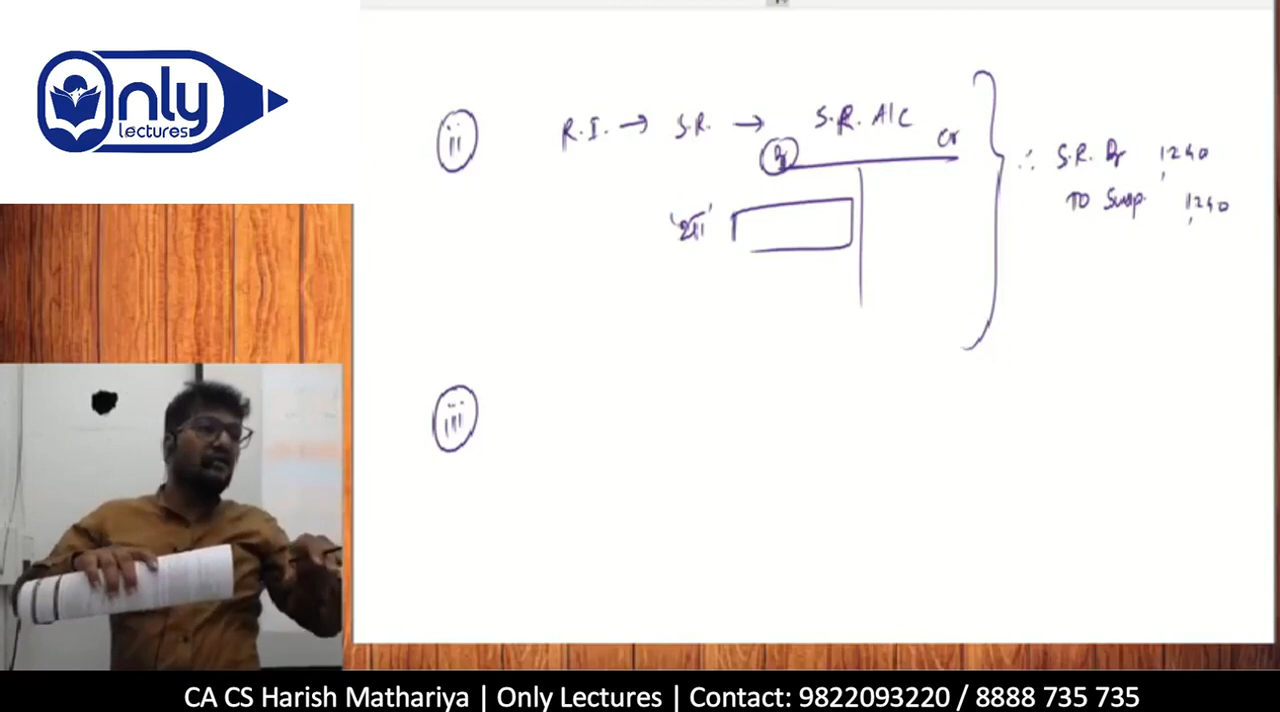 Only
Lectures
ii
R.I. → S.R. → S.R. A/C
Dr Cr
∴ S.R. Dr 1240
TO Susp. 1240
iii
CA CS Harish Mathariya | Only Lectures | Contact: 9822093220 / 8888 735 735